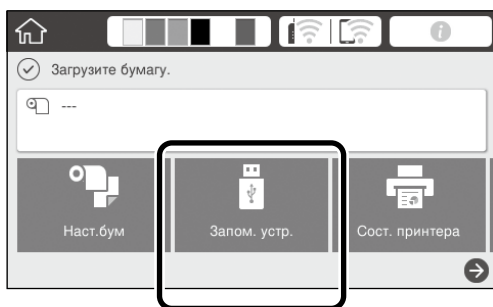 Загрузите бумагу.
---
Наст.бум
Запом. устр.
Сост. принтера